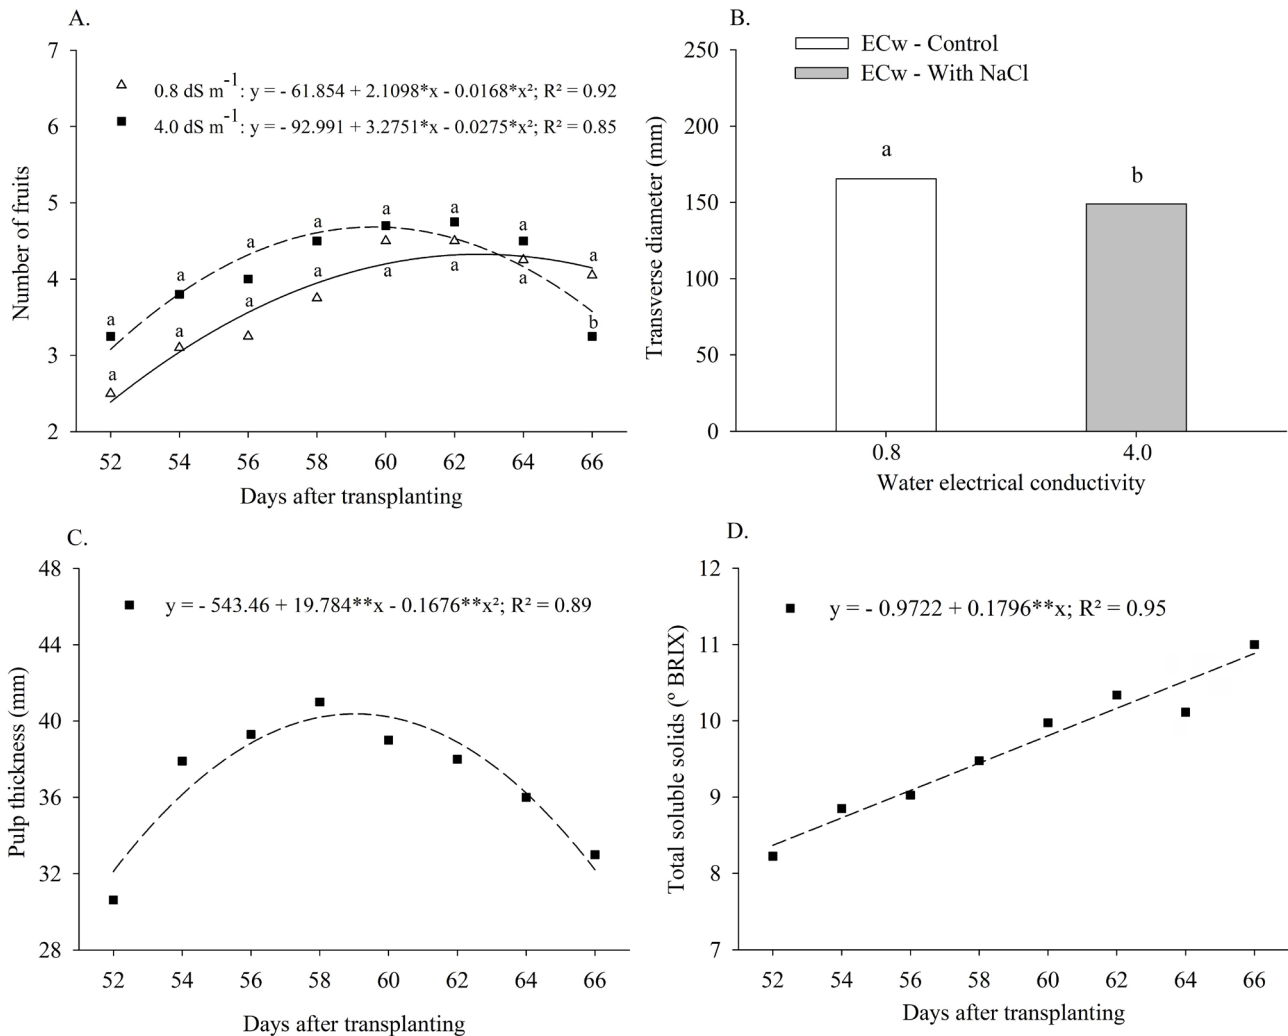 A.
7
6
5
4
3
2
Number of fruits
0.8 dS m-1: y = - 61.854 + 2.1098*x - 0.0168*x²; R² = 0.92
4.0 dS m-1: y = - 92.991 + 3.2751*x - 0.0275*x²; R² = 0.85
a a a a a a a a
a a a a a a a b
52 54 56 58 60 62 64 66
Days after transplanting
B.
250
200
150
100
50
0
Transverse diameter (mm)
ECw - Control
ECw - With NaCl
a
b
0.8 4.0
Water electrical conductivity
C.
48
44
40
36
32
28
Pulp thickness (mm)
y = - 543.46 + 19.784**x - 0.1676**x²; R² = 0.89
52 54 56 58 60 62 64 66
Days after transplanting
D.
12
11
10
9
8
7
Total soluble solids (º BRIX)
y = - 0.9722 + 0.1796**x; R² = 0.95
52 54 56 58 60 62 64 66
Days after transplanting